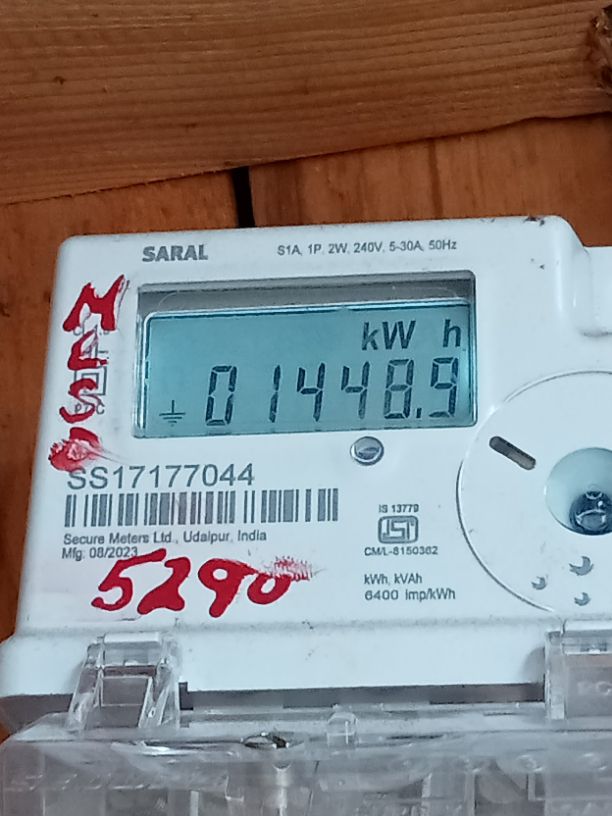 SARAL
S1A, 1P, 2W, 240V, 5-30A, 50Hz
kW h
01448.9
SS17177044
Secure Meters Ltd., Udaipur, India
Mfg: 08/2023
IS 13779
ISI
CM/L-8150362
kWh, kVAh
6400 imp/kWh
5290